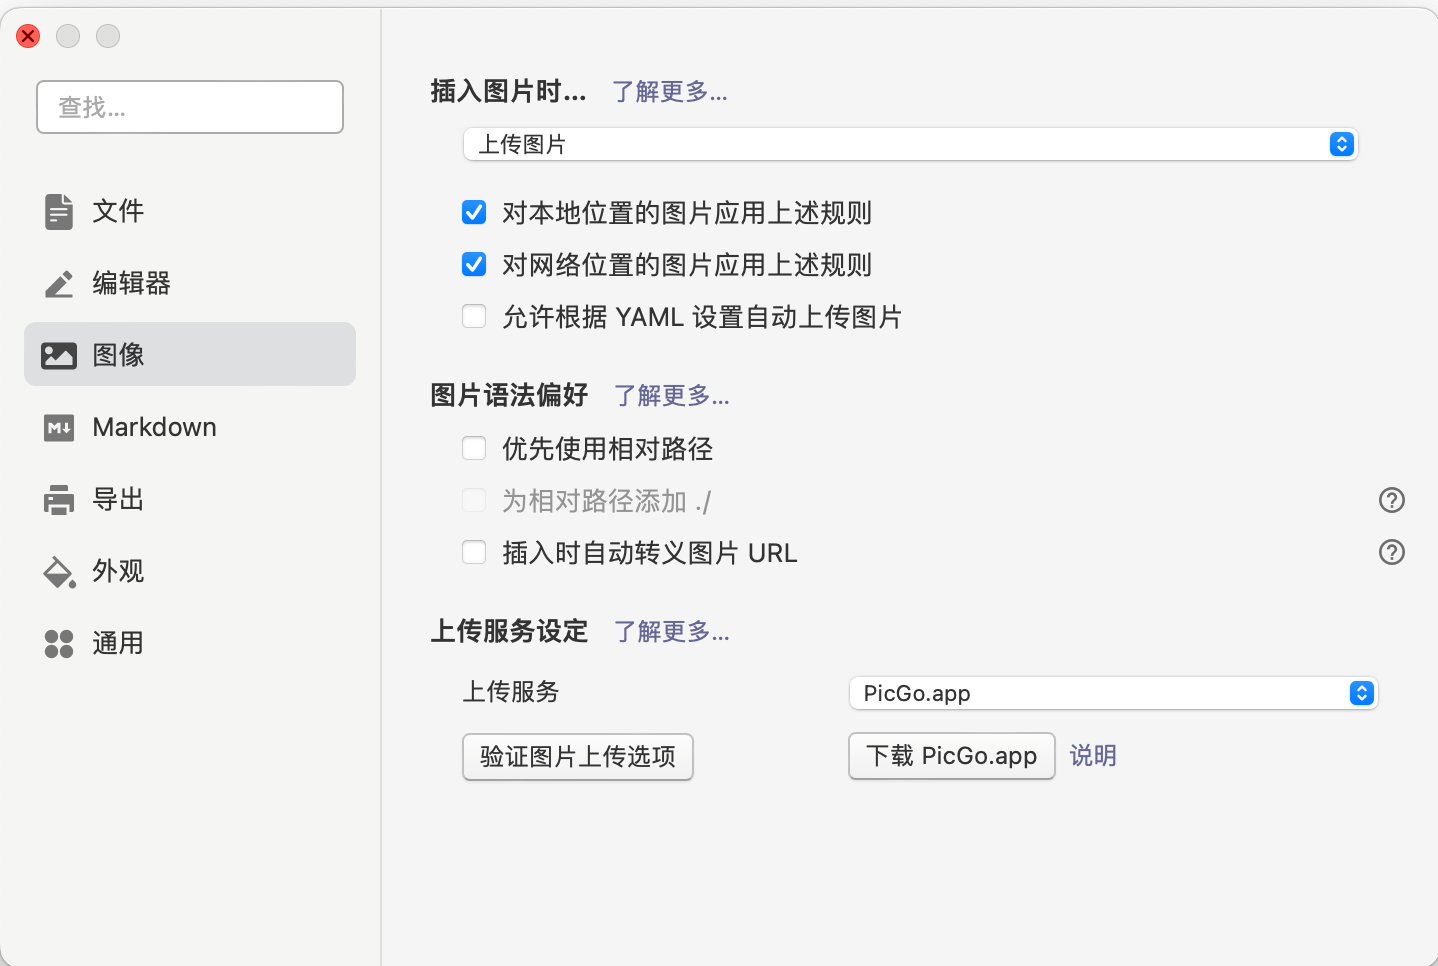 查找...
文件
编辑器
图像
Markdown
导出
外观
通用
插入图片时... 了解更多...
上传图片
对本地位置的图片应用上述规则
对网络位置的图片应用上述规则
允许根据 YAML 设置自动上传图片
图片语法偏好 了解更多...
优先使用相对路径
为相对路径添加 ./
插入时自动转义图片 URL
上传服务设定 了解更多...
上传服务 PicGo.app
验证图片上传选项 下载 PicGo.app 说明